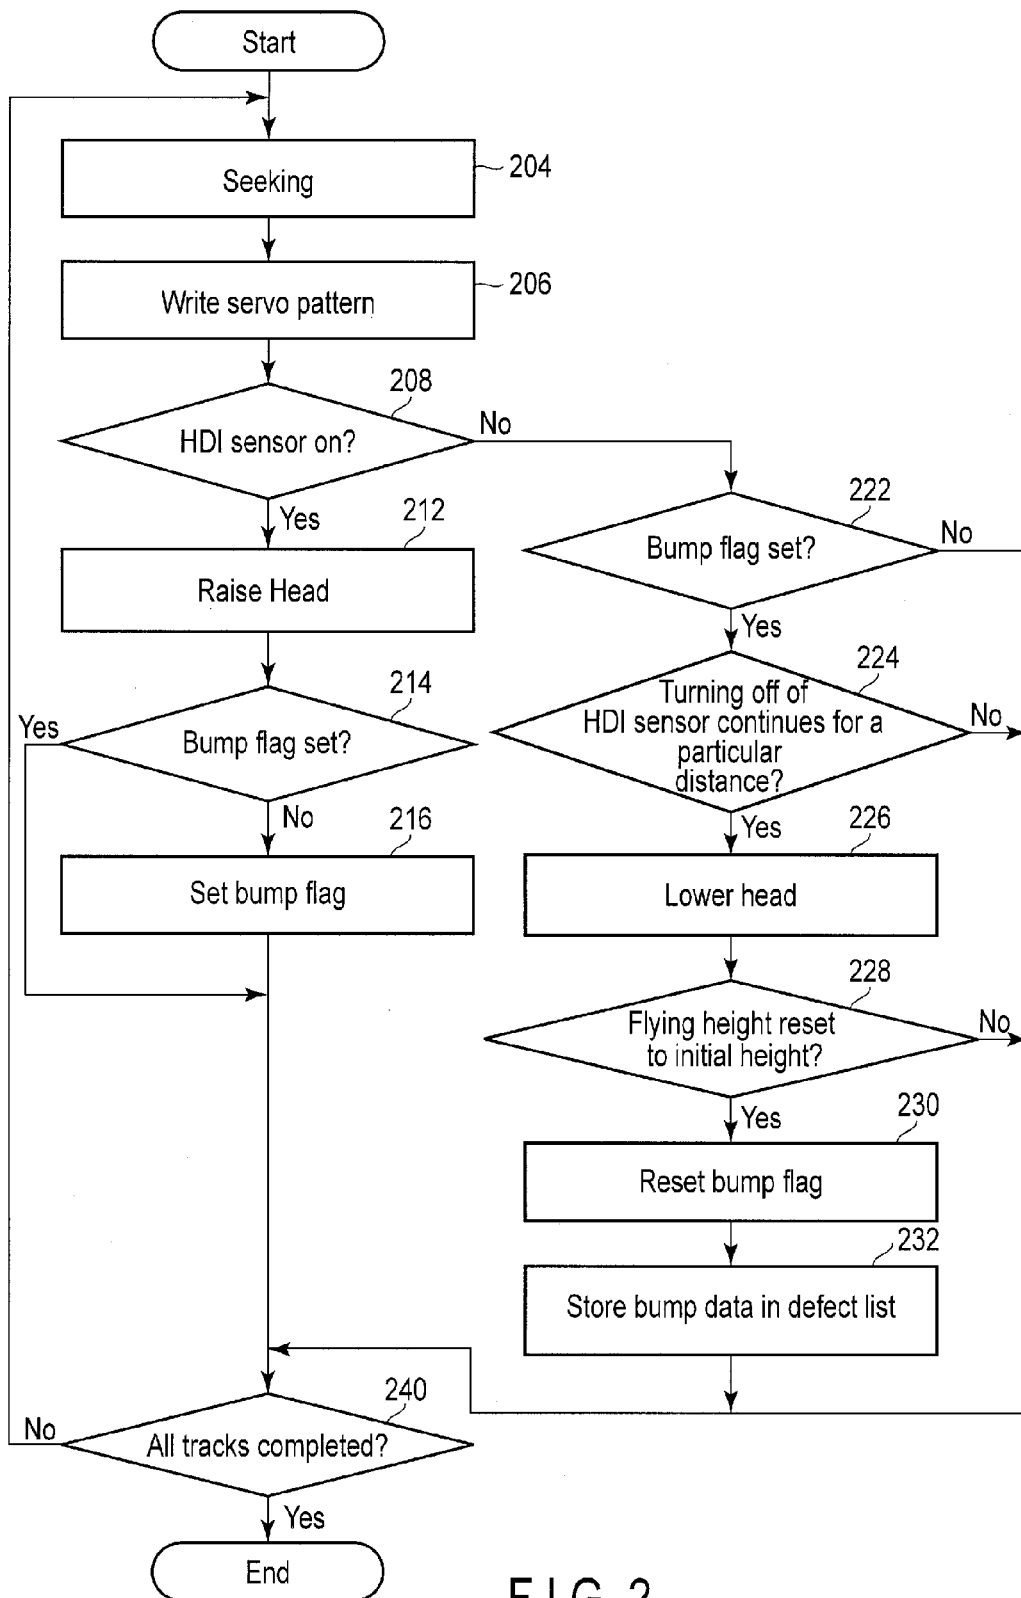 Start
Seeking
204
Write servo pattern
206
208
HDI sensor on?
No
Yes
212
Raise Head
214
Yes
Bump flag set?
No
216
Set bump flag
222
Bump flag set?
No
Yes
224
Turning off of
HDI sensor continues for a
particular
distance?
No
Yes
226
Lower head
228
Flying height reset
to initial height?
No
Yes
230
Reset bump flag
232
Store bump data in defect list
240
No
All tracks completed?
Yes
End
FIG. 2